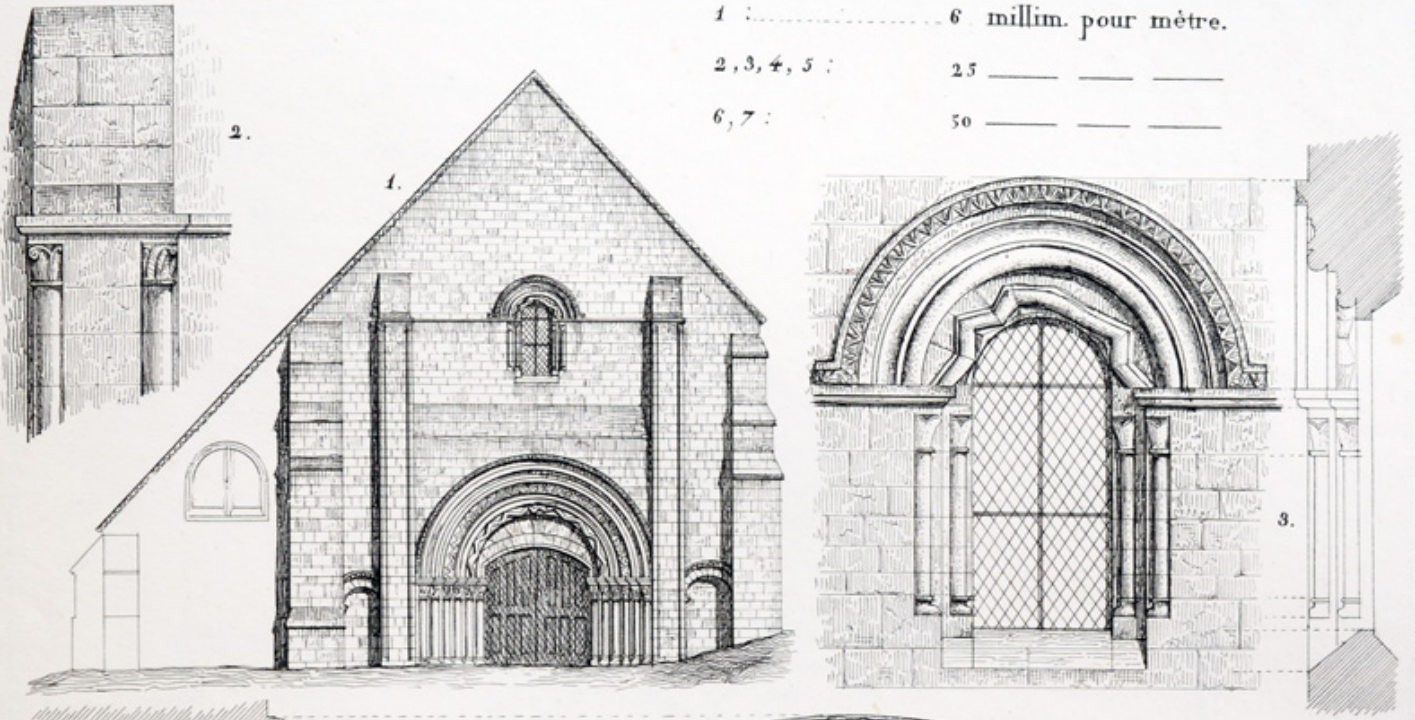 1 : 6 millim. pour mètre.
2, 3, 4, 5 : 25
6, 7 :  50
2.
1.
3.